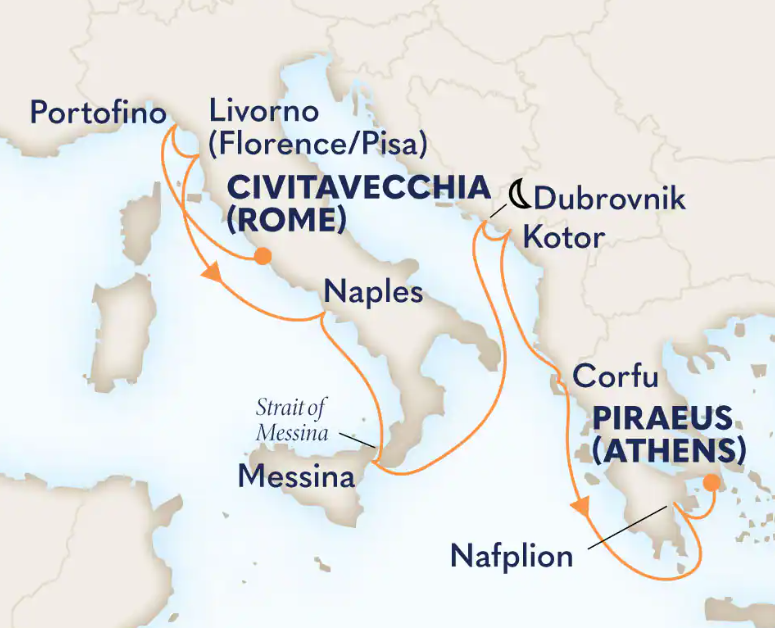 Portofino
Livorno
(Florence/Pisa)
CIVITAVECCHIA
(ROME)
Dubrovnik
Kotor
Naples
Corfu
Strait of
Messina
PIRAEUS
(ATHENS)
Messina
Nafplion